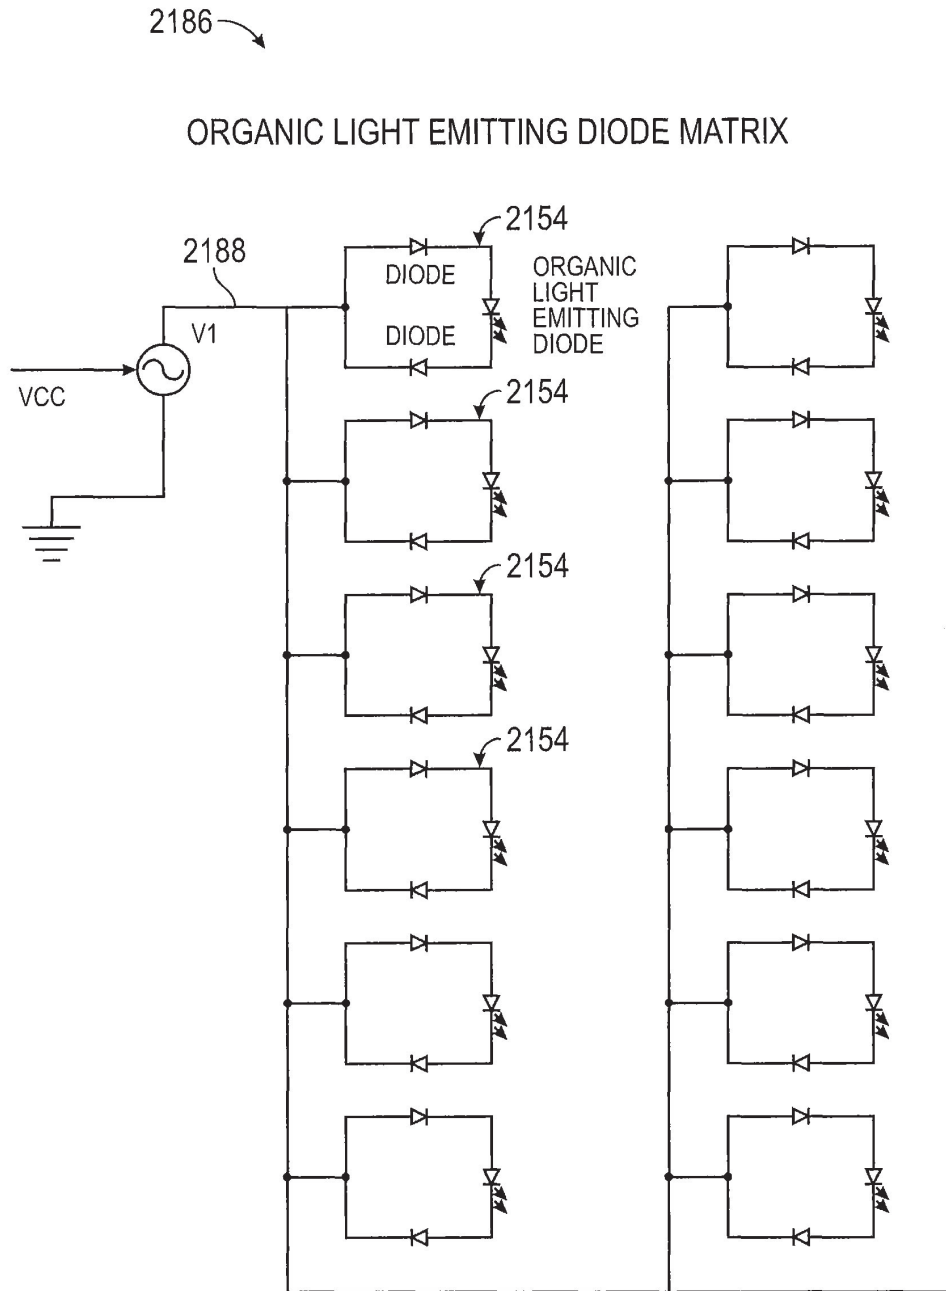 2186
ORGANIC LIGHT EMITTING DIODE MATRIX
2154
2188
DIODE
ORGANIC
LIGHT
EMITTING
DIODE
V1
DIODE
VCC
2154
2154
2154